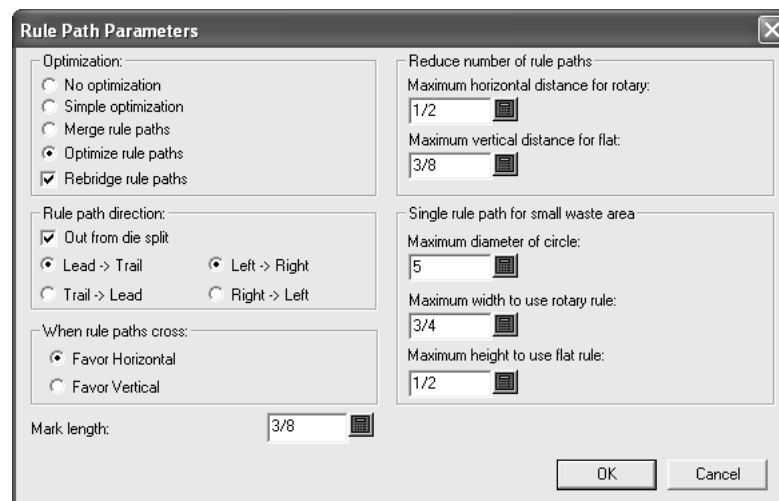 Rule Path Parameters
Optimization:
No optimization
Simple optimization
Merge rule paths
Optimize rule paths
Rebridge rule paths
Rule path direction:
Out from die split
Lead -> Trail
Left -> Right
Trail -> Lead
Right -> Left
When rule paths cross:
Favor Horizontal
Favor Vertical
Mark length:
3/8
Reduce number of rule paths
Maximum horizontal distance for rotary:
1/2
Maximum vertical distance for flat:
3/8
Single rule path for small waste area
Maximum diameter of circle:
5
Maximum width to use rotary rule:
3/4
Maximum height to use flat rule:
1/2
OK
Cancel